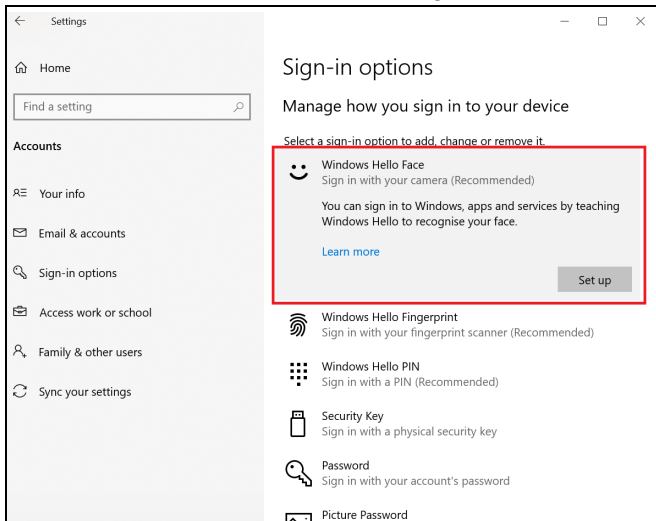 Settings
Home
Find a setting
Accounts
Your info
Email & accounts
Sign-in options
Access work or school
Family & other users
Sync your settings
Sign-in options
Manage how you sign in to your device
Select a sign-in option to add, change or remove it.
Windows Hello Face
Sign in with your camera (Recommended)
You can sign in to Windows, apps and services by teaching
Windows Hello to recognise your face.
Learn more
Set up
Windows Hello Fingerprint
Sign in with your fingerprint scanner (Recommended)
Windows Hello PIN
Sign in with a PIN (Recommended)
Security Key
Sign in with a physical security key
Password
Sign in with your account's password
Picture Password